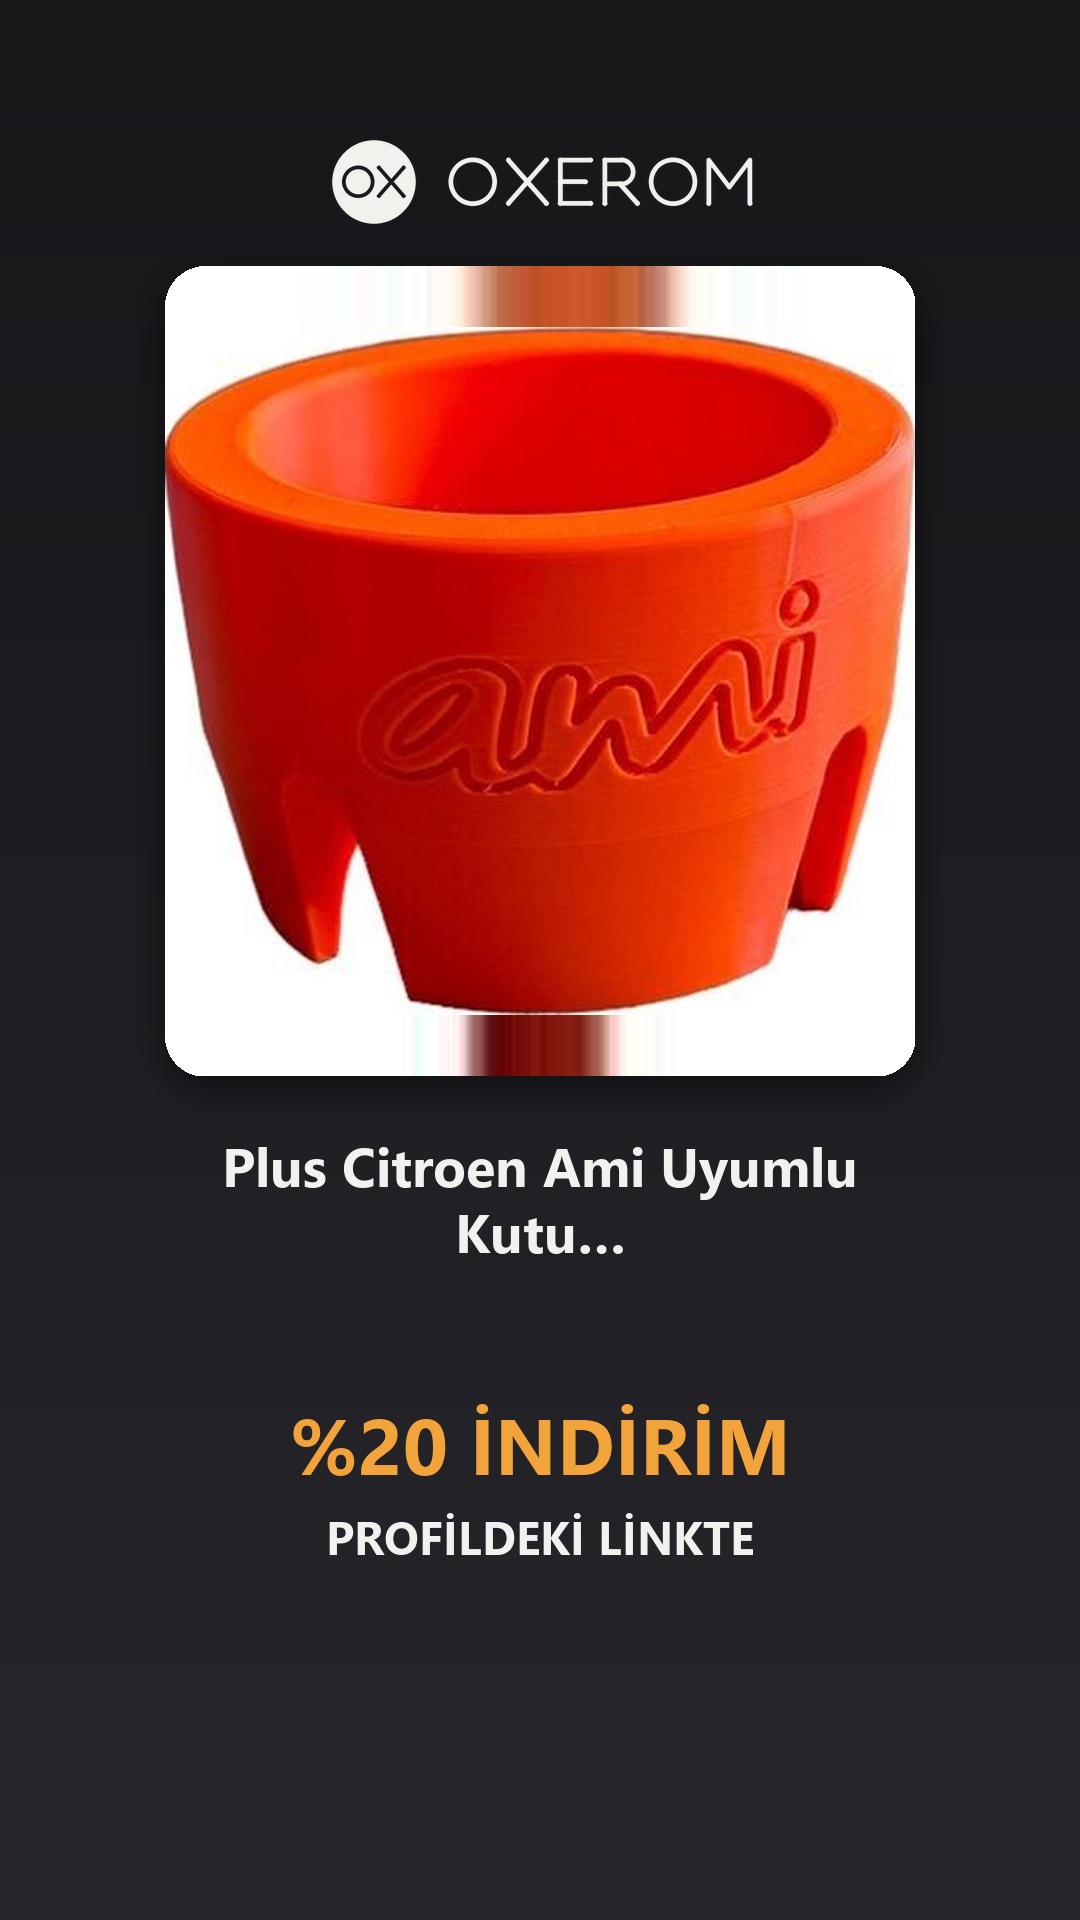 OX OXEROM
ami
Plus Citroen Ami Uyumlu
Kutu...
%20 İNDİRİM
PROFİLDEKİ LİNKTE